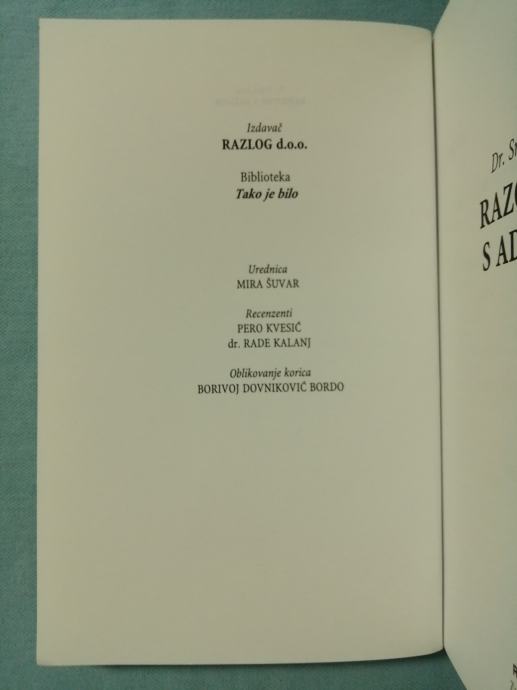 Izdavač
RAZLOG d.o.o.
Biblioteka
Tako je bilo
Urednica
MIRA ŠUVAR
Recenzenti
PERO KVESIĆ
dr. RADE KALANJ
Oblikovanje korica
BORIVOJ DOVNIKOVIĆ BORDO
Dr.
S